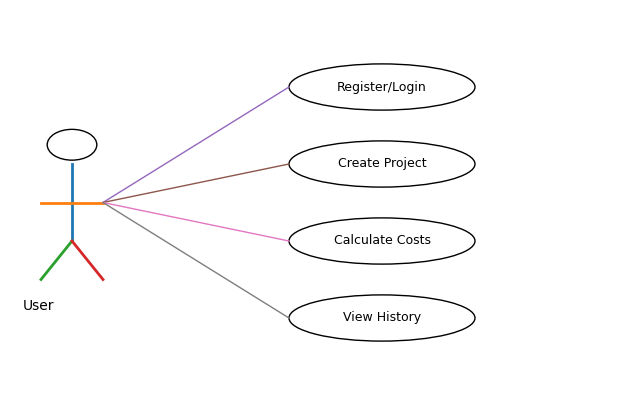 Register/Login
Create Project
Calculate Costs
View History
User